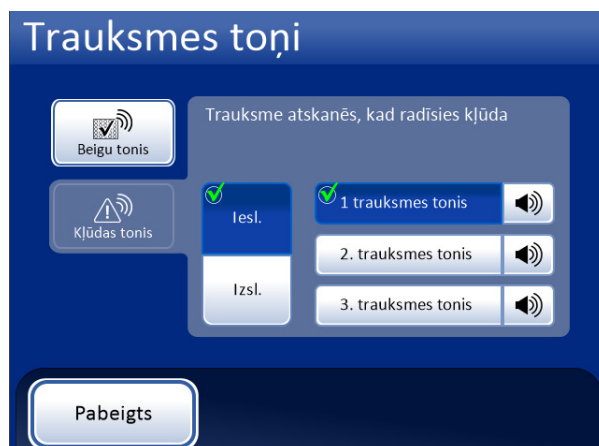 Trauksmes toņi
Beigu tonis
Trauksme atskanēs, kad radīsies kļūda
Kļūdas tonis
Iesl.
Izsl.
1 trauksmes tonis
2. trauksmes tonis
3. trauksmes tonis
Pabeigts